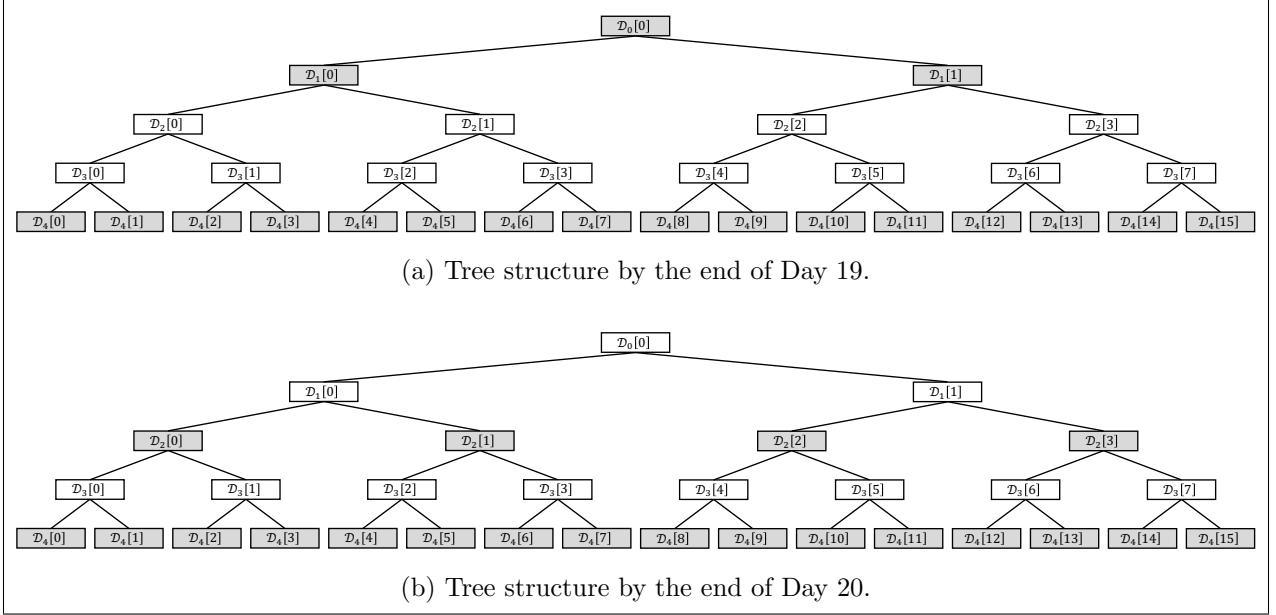 𝒟₀[0]
𝒟₁[0] 𝒟₁[1]
𝒟₂[0] 𝒟₂[1] 𝒟₂[2] 𝒟₂[3]
𝒟₃[0] 𝒟₃[1] 𝒟₃[2] 𝒟₃[3] 𝒟₃[4] 𝒟₃[5] 𝒟₃[6] 𝒟₃[7]
𝒟₄[0] 𝒟₄[1] 𝒟₄[2] 𝒟₄[3] 𝒟₄[4] 𝒟₄[5] 𝒟₄[6] 𝒟₄[7] 𝒟₄[8] 𝒟₄[9] 𝒟₄[10] 𝒟₄[11] 𝒟₄[12] 𝒟₄[13] 𝒟₄[14] 𝒟₄[15]
(a) Tree structure by the end of Day 19.
𝒟₀[0]
𝒟₁[0] 𝒟₁[1]
𝒟₂[0] 𝒟₂[1] 𝒟₂[2] 𝒟₂[3]
𝒟₃[0] 𝒟₃[1] 𝒟₃[2] 𝒟₃[3] 𝒟₃[4] 𝒟₃[5] 𝒟₃[6] 𝒟₃[7]
𝒟₄[0] 𝒟₄[1] 𝒟₄[2] 𝒟₄[3] 𝒟₄[4] 𝒟₄[5] 𝒟₄[6] 𝒟₄[7] 𝒟₄[8] 𝒟₄[9] 𝒟₄[10] 𝒟₄[11] 𝒟₄[12] 𝒟₄[13] 𝒟₄[14] 𝒟₄[15]
(b) Tree structure by the end of Day 20.